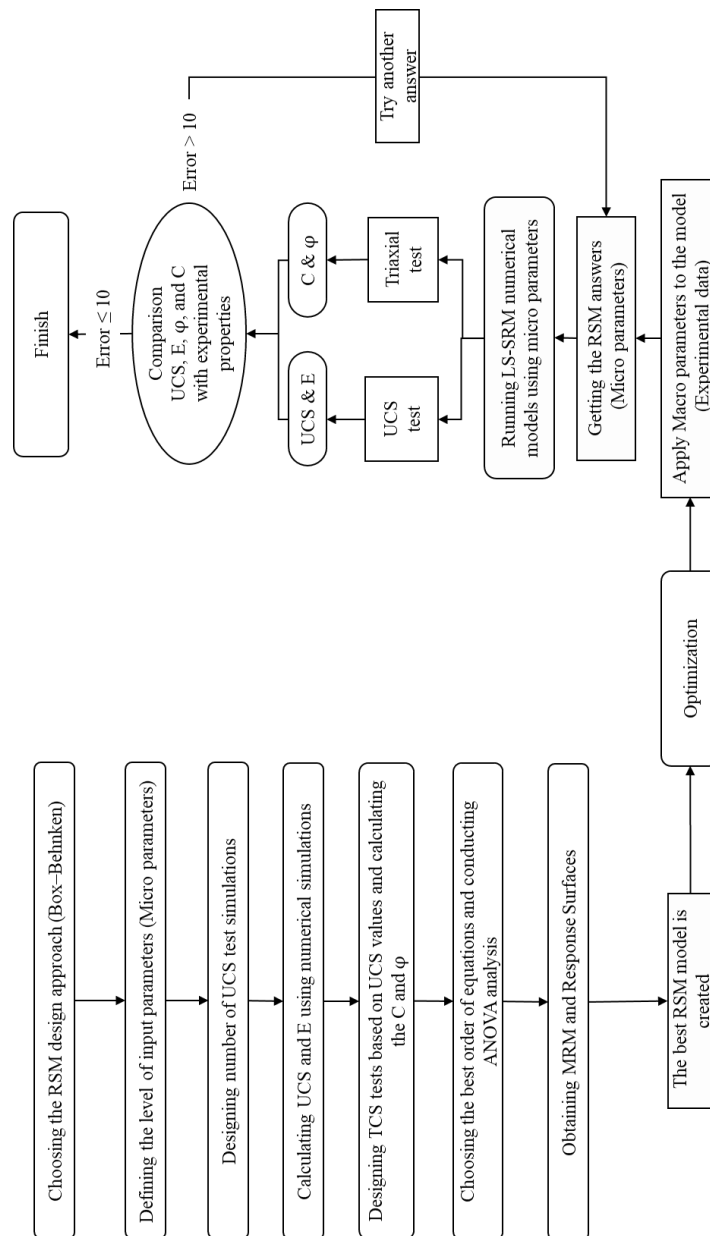 Choosing the RSM design approach (Box–Behnken)
Defining the level of input parameters (Micro parameters)
Designing number of UCS test simulations
Calculating UCS and E using numerical simulations
Designing TCS tests based on UCS values and calculating
the C and φ
Choosing the best order of equations and conducting
ANOVA analysis
Obtaining MRM and Response Surfaces
The best RSM model is
created
Optimization
Apply Macro parameters to the model
(Experimental data)
Getting the RSM answers
(Micro parameters)
Running LS-SRM numerical
models using micro parameters
UCS
test
Triaxial
test
UCS & E
C & φ
Comparison
UCS, E, φ, and C
with experimental
properties
Error > 10
Try another
answer
Error ≤ 10
Finish